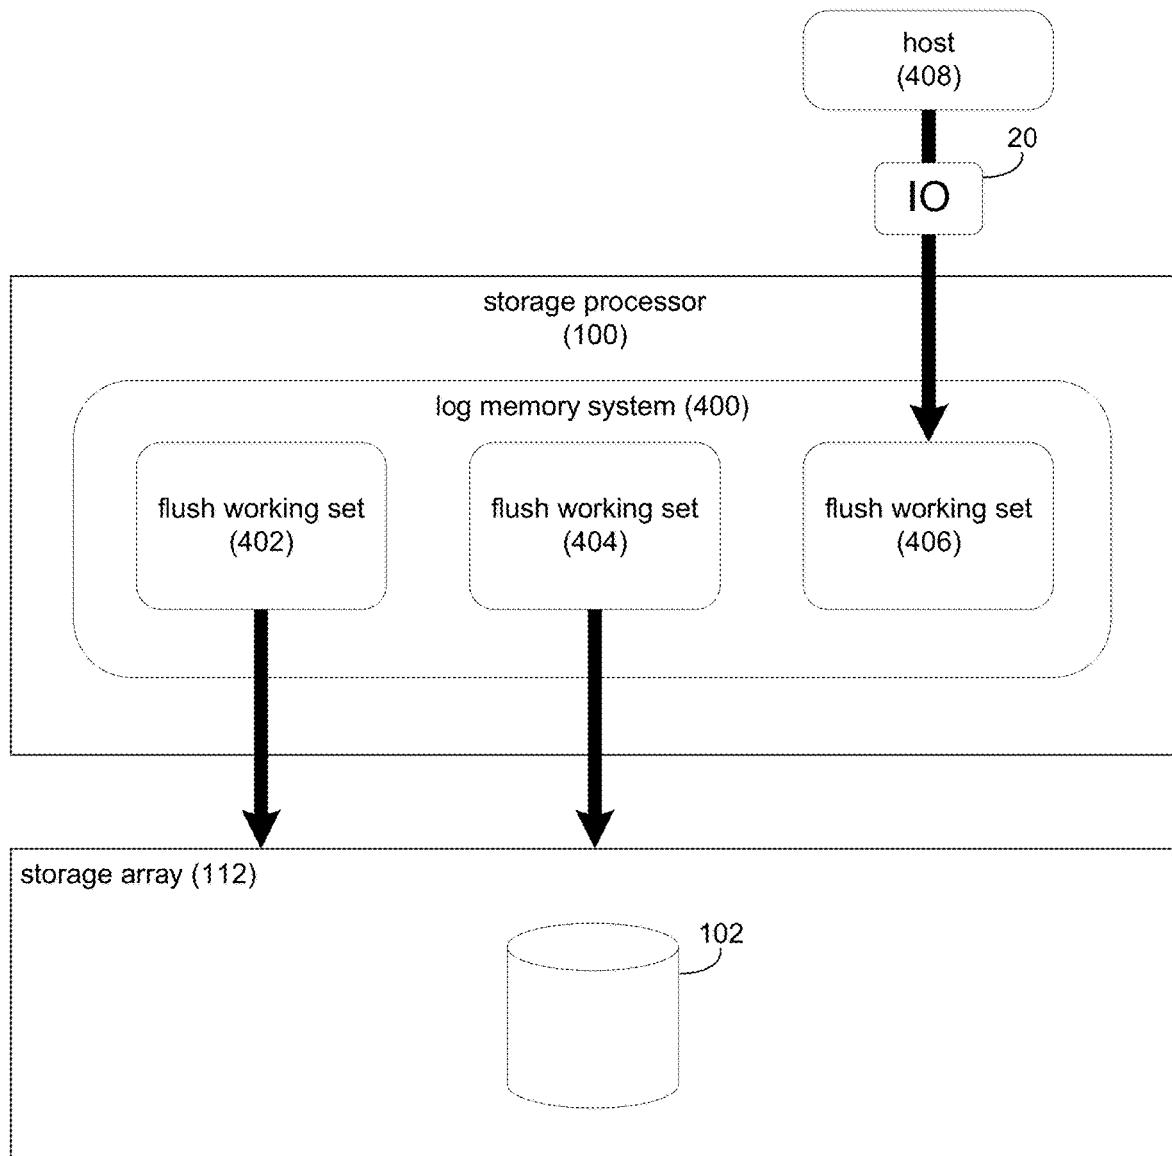 host
(408)
20
IO
storage processor
(100)
log memory system (400)
flush working set
(402)
flush working set
(404)
flush working set
(406)
storage array (112)
102